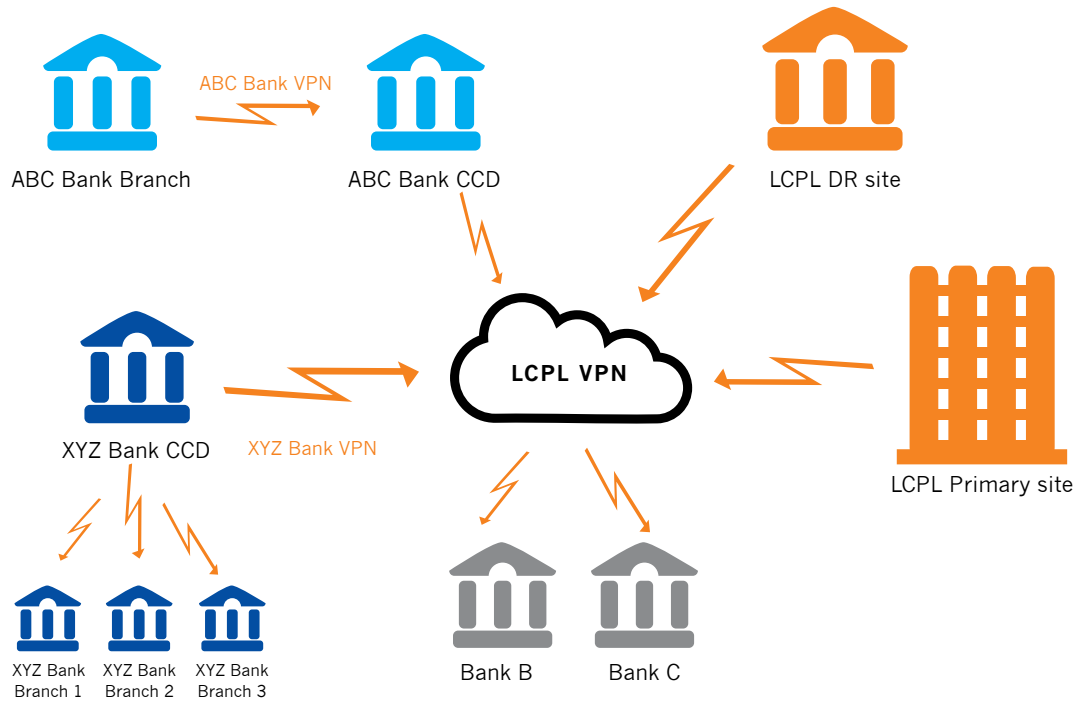 ABC Bank VPN
ABC Bank Branch
ABC Bank CCD
LCPL DR site
LCPL VPN
XYZ Bank CCD
XYZ Bank VPN
LCPL Primary site
Bank B
Bank C
XYZ Bank
Branch 1
XYZ Bank
Branch 2
XYZ Bank
Branch 3